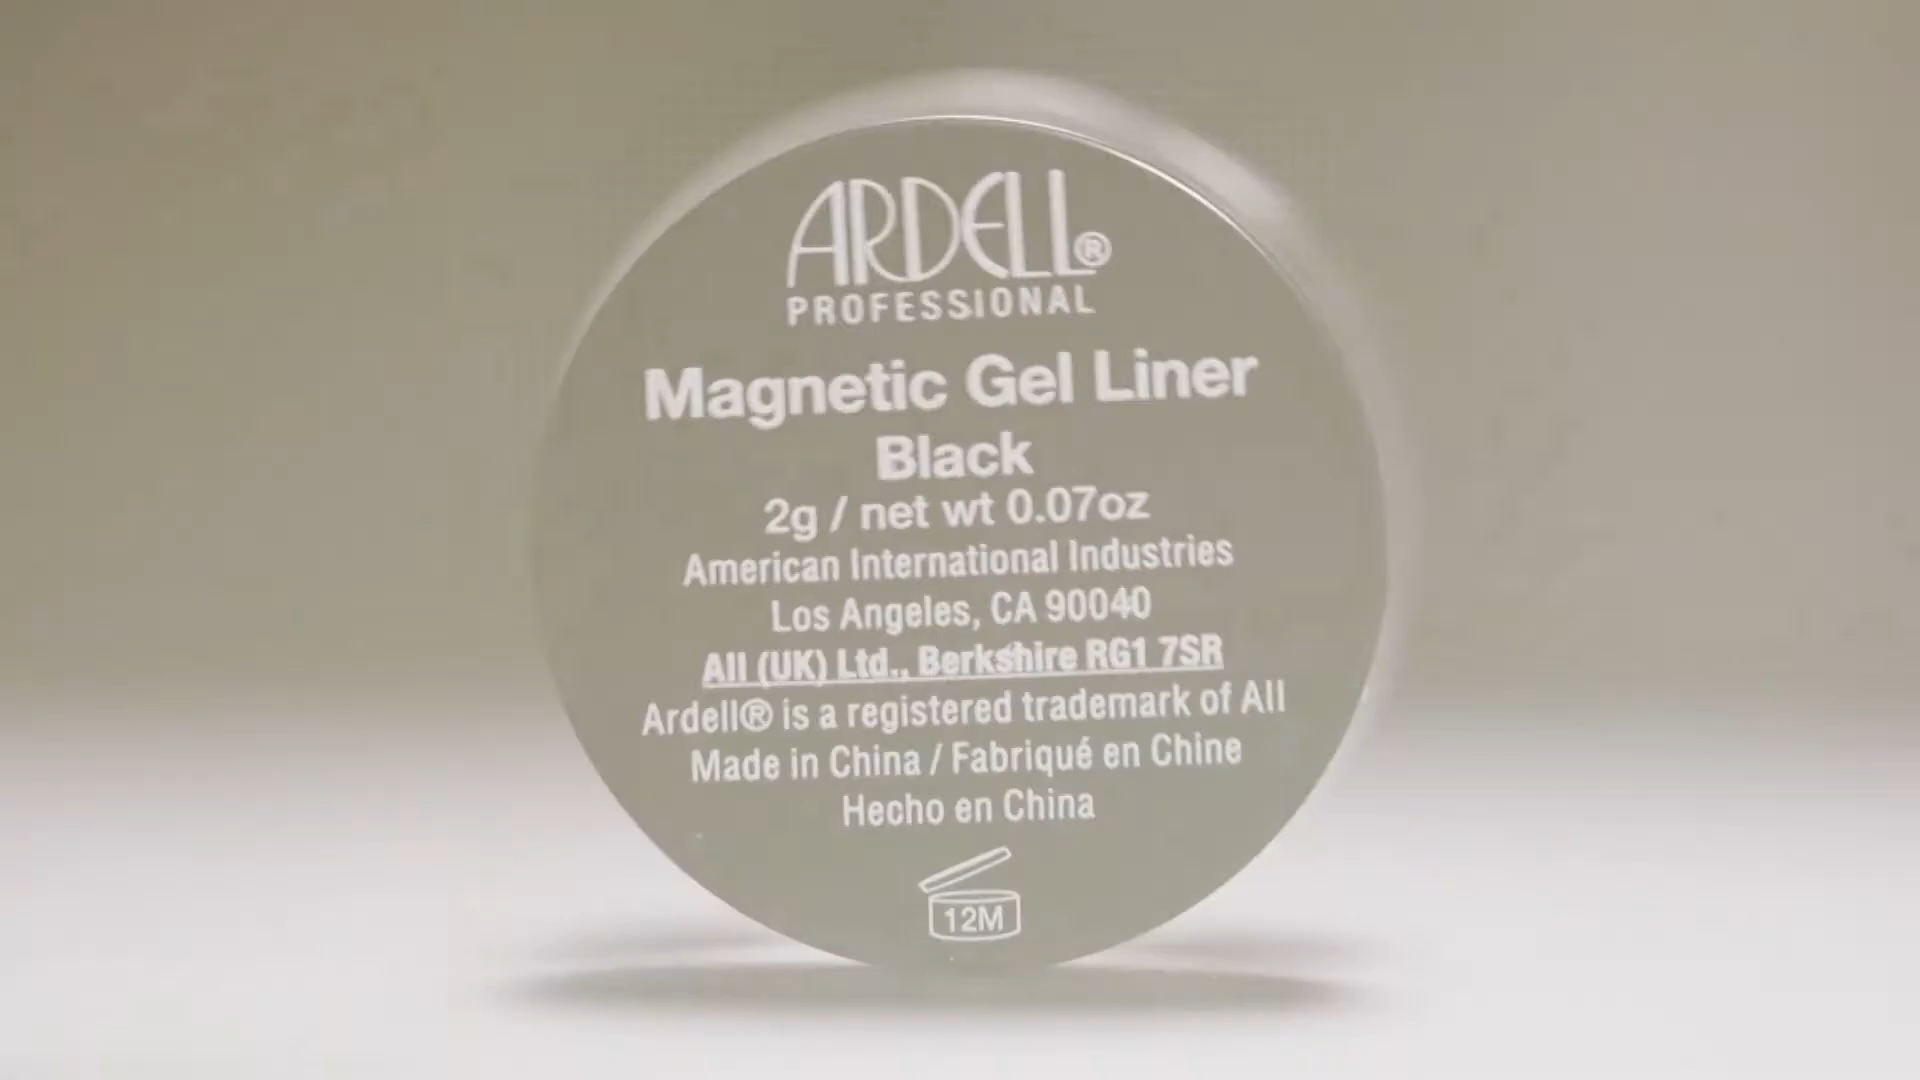 ARDELL®
PROFESSIONAL
Magnetic Gel Liner
Black
2g / net wt 0.07oz
American International Industries
Los Angeles, CA 90040
AII (UK) Ltd., Berkshire RG1 7SR
Ardell® is a registered trademark of AII
Made in China / Fabriqué en Chine
Hecho en China
12M